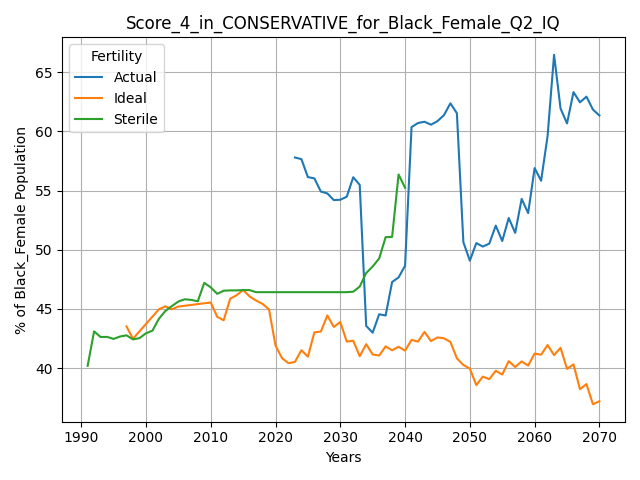 Score_4_in_CONSERVATIVE_for_Black_Female_Q2_IQ
Fertility
Actual
Ideal
Sterile
% of Black_Female Population
65
60
55
50
45
40
1990 2000 2010 2020 2030 2040 2050 2060 2070
Years